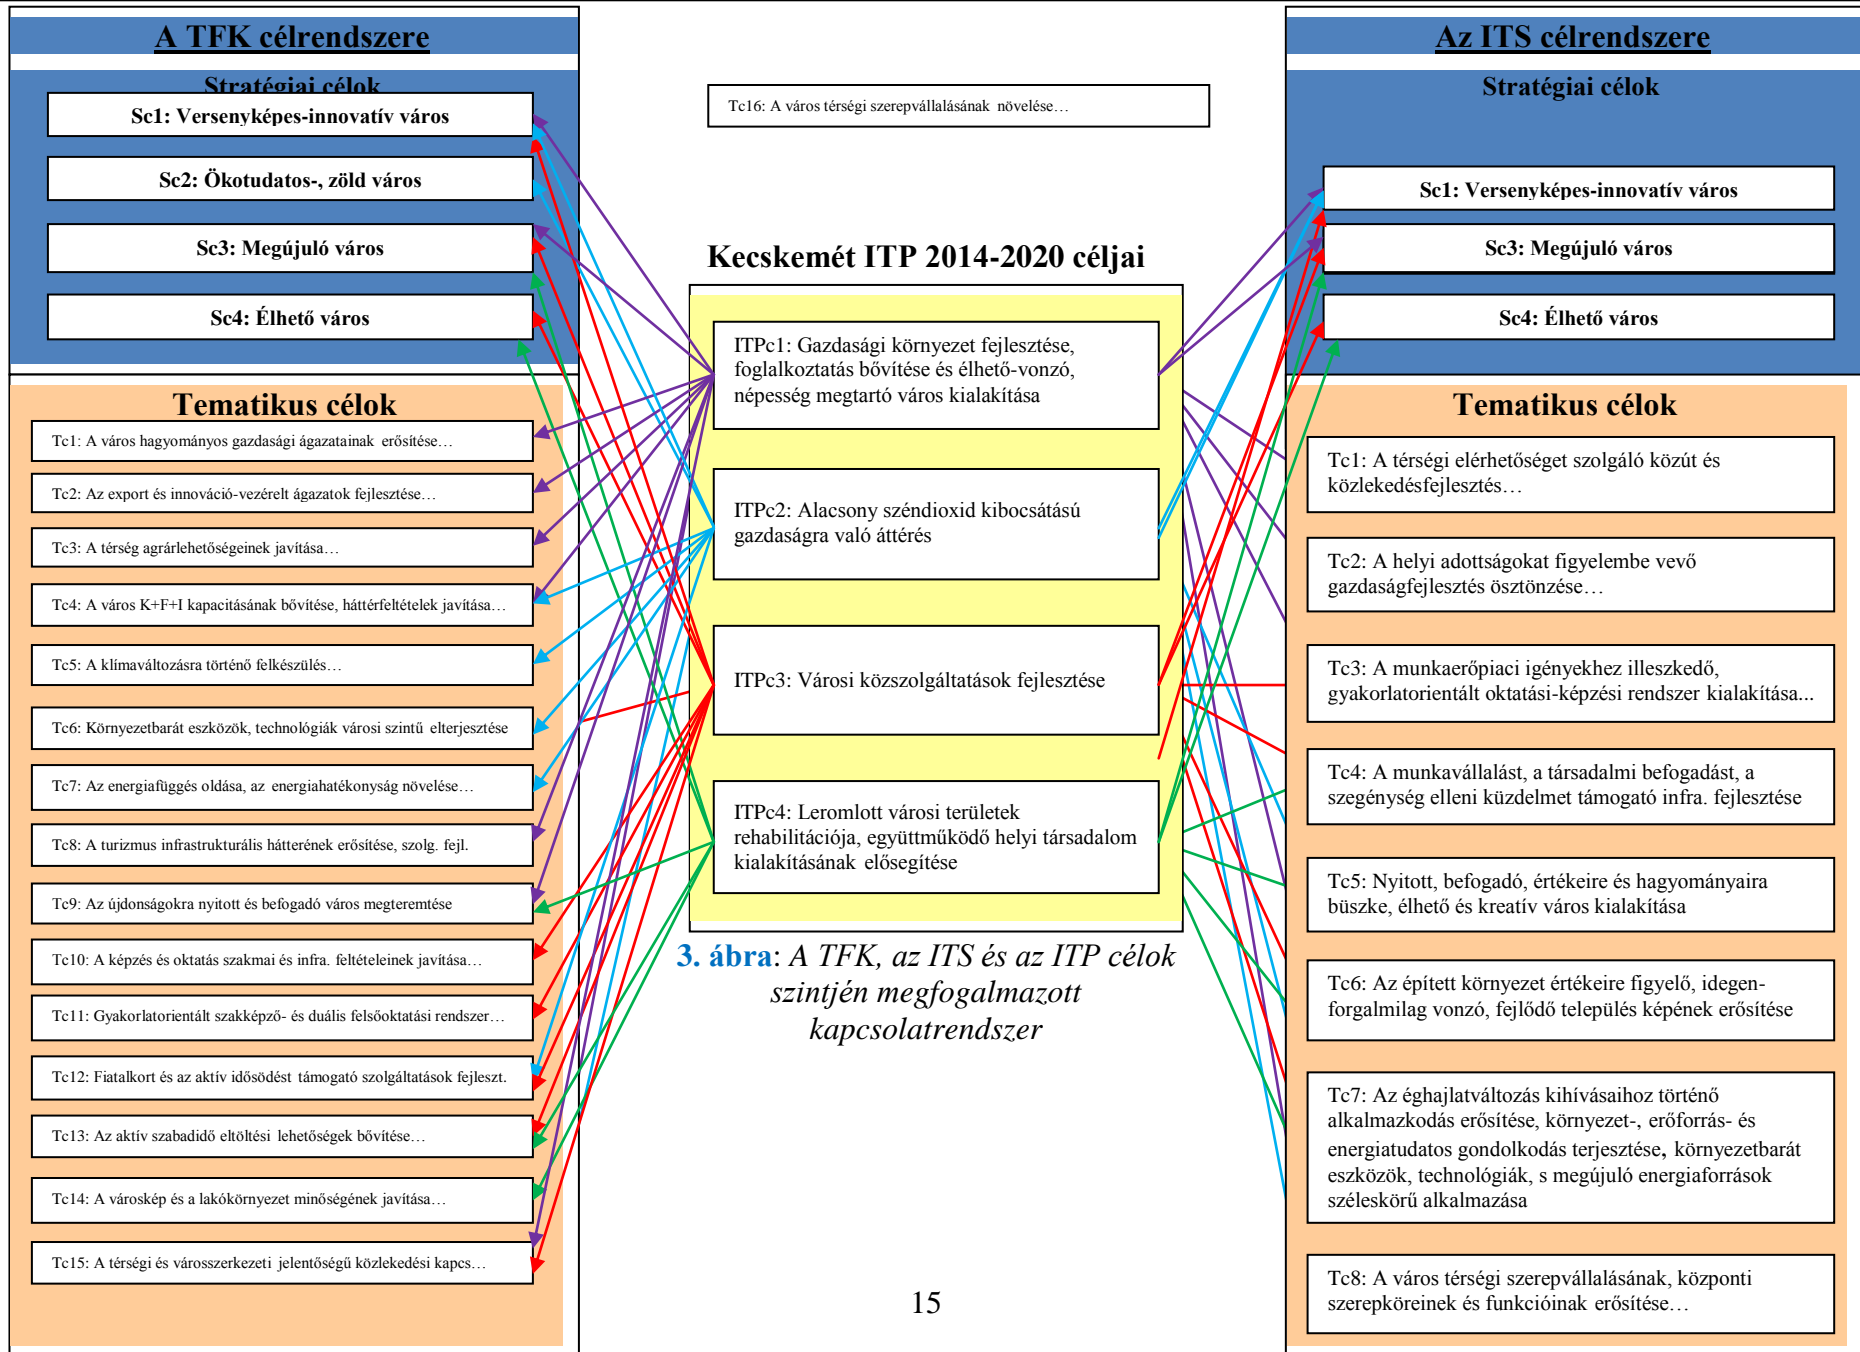 A TFK célrendszere
Stratégiai célok
Sc1: Versenyképes-innovatív város
Sc2: Ökotudatos-, zöld város
Sc3: Megújuló város
Sc4: Élhető város
Tematikus célok
Tc1: A város hagyományos gazdasági ágazatainak erősítése…
Tc2: Az export és innováció-vezérelt ágazatok fejlesztése…
Tc3: A térség agrárlehetőségeinek javítása…
Tc4: A város K+F+I kapacitásának bővítése, háttérfeltételek javítása…
Tc5: A klímaváltozásra történő felkészülés…
Tc6: Környezetbarát eszközök, technológiák városi szintű elterjesztése
Tc7: Az energiafüggés oldása, az energiahatékonyság növelése…
Tc8: A turizmus infrastrukturális hátterének erősítése, szolg. fejl.
Tc9: Az újdonságokra nyitott és befogadó város megteremtése
Tc10: A képzés és oktatás szakmai és infra. feltételeinek javítása…
Tc11: Gyakorlatorientált szakképző- és duális felsőoktatási rendszer…
Tc12: Fiatalkort és az aktív idősödést támogató szolgáltatások fejleszt.
Tc13: Az aktív szabadidő eltöltési lehetőségek bővítése…
Tc14: A városkép és a lakókörnyezet minőségének javítása…
Tc15: A térségi és városszerkezeti jelentőségű közlekedési kapcs…
Tc16: A város térségi szerepvállalásának növelése…
Kecskemét ITP 2014-2020 céljai
ITPc1: Gazdasági környezet fejlesztése,
foglalkoztatás bővítése és élhető-vonzó,
népesség megtartó város kialakítása
ITPc2: Alacsony széndioxid kibocsátású
gazdaságra való áttérés
ITPc3: Városi közszolgáltatások fejlesztése
ITPc4: Leromlott városi területek
rehabilitációja, együttműködő helyi társadalom
kialakításának elősegítése
3. ábra: A TFK, az ITS és az ITP célok
szintjén megfogalmazott
kapcsolatrendszer
15
Az ITS célrendszere
Stratégiai célok
Sc1: Versenyképes-innovatív város
Sc3: Megújuló város
Sc4: Élhető város
Tematikus célok
Tc1: A térségi elérhetőséget szolgáló közút és
közlekedésfejlesztés…
Tc2: A helyi adottságokat figyelembe vevő
gazdaságfejlesztés ösztönzése…
Tc3: A munkaerőpiaci igényekhez illeszkedő,
gyakorlatorientált oktatási-képzési rendszer kialakítása...
Tc4: A munkavállalást, a társadalmi befogadást, a
szegénység elleni küzdelmet támogató infra. fejlesztése
Tc5: Nyitott, befogadó, értékeire és hagyományaira
büszke, élhető és kreatív város kialakítása
Tc6: Az épített környezet értékeire figyelő, idegen-
forgalmilag vonzó, fejlődő település képének erősítése
Tc7: Az éghajlatváltozás kihívásaihoz történő
alkalmazkodás erősítése, környezet-, erőforrás- és
energiatudatos gondolkodás terjesztése, környezetbarát
eszközök, technológiák, s megújuló energiaforrások
széleskörű alkalmazása
Tc8: A város térségi szerepvállalásának, központi
szerepköreinek és funkcióinak erősítése…